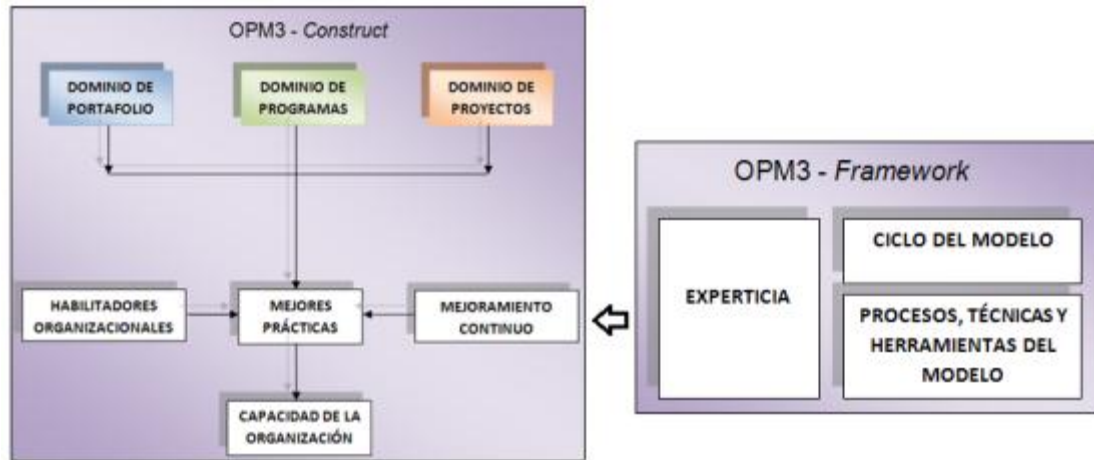 OPM3 - Construct
DOMINIO DE
PORTAFOLIO
DOMINIO DE
PROGRAMAS
DOMINIO DE
PROYECTOS
HABILITADORES
ORGANIZACIONALES
MEJORES
PRÁCTICAS
MEJORAMIENTO
CONTINUO
CAPACIDAD DE LA
ORGANIZACIÓN
OPM3 - Framework
EXPERTICIA
CICLO DEL MODELO
PROCESOS, TÉCNICAS Y
HERRAMIENTAS DEL
MODELO